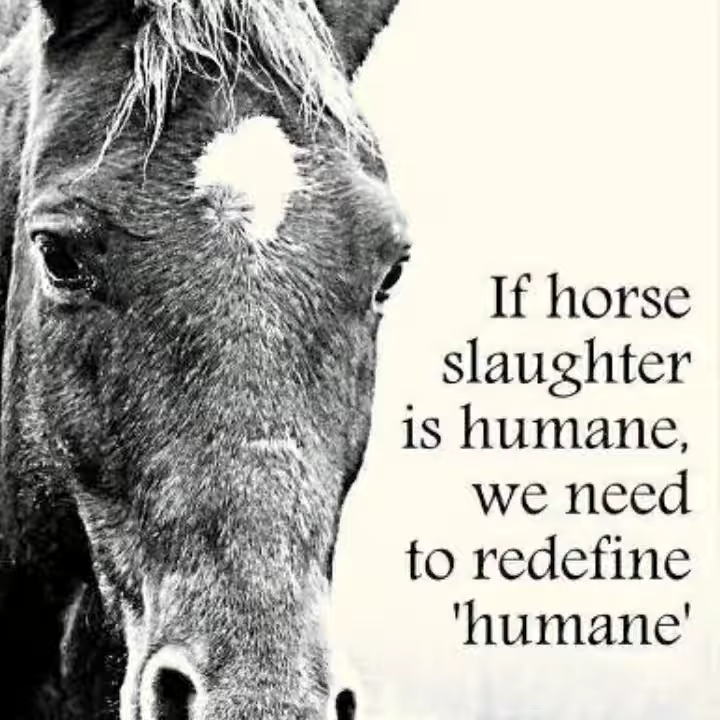 If horse
slaughter
is humane,
we need
to redefine
'humane'